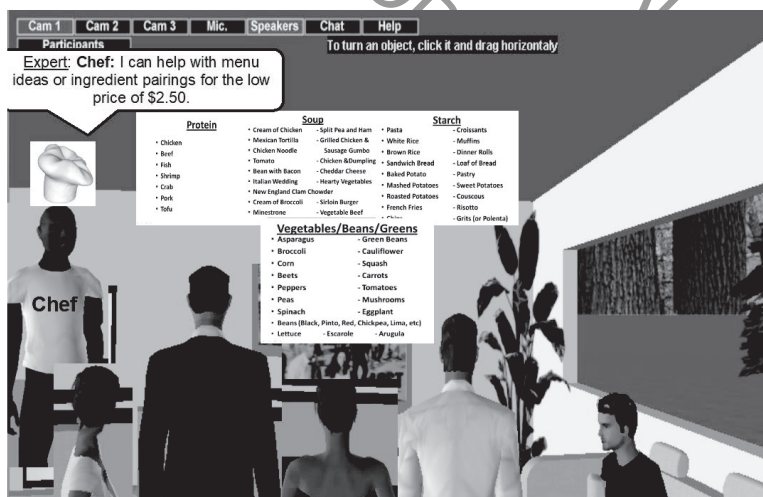 Cam 1 Cam 2 Cam 3 Mic. Speakers Chat Help
Participants
To turn an object, click it and drag horizontaly
Expert: Chef: I can help with menu
ideas or ingredient pairings for the low
price of $2.50.
Protein
• Chicken
• Beef
• Fish
• Shrimp
• Crab
• Pork
• Tofu
Soup
• Cream of Chicken - Split Pea and Ham
• Mexican Tortilla - Grilled Chicken &
• Chicken Noodle Sausage Gumbo
• Tomato - Chicken &Dumpling
• Bean with Bacon - Cheddar Cheese
• Italian Wedding - Hearty Vegetables
• New England Clam Chowder
• Cream of Broccoli - Sirloin Burger
• Minestrone - Vegetable Beef
Starch
• Pasta - Croissants
• White Rice - Muffins
• Brown Rice - Dinner Rolls
• Sandwich Bread - Loaf of Bread
• Baked Potato - Pastry
• Mashed Potatoes - Sweet Potatoes
• Roasted Potatoes - Couscous
• French Fries - Risotto
- Grits (or Polenta)
Vegetables/Beans/Greens
• Asparagus - Green Beans
• Broccoli - Cauliflower
• Corn - Squash
• Beets - Carrots
• Peppers - Tomatoes
• Peas - Mushrooms
• Spinach - Eggplant
• Beans (Black, Pinto, Red, Chickpea, Lima, etc)
• Lettuce - Escarole - Arugula
Chef